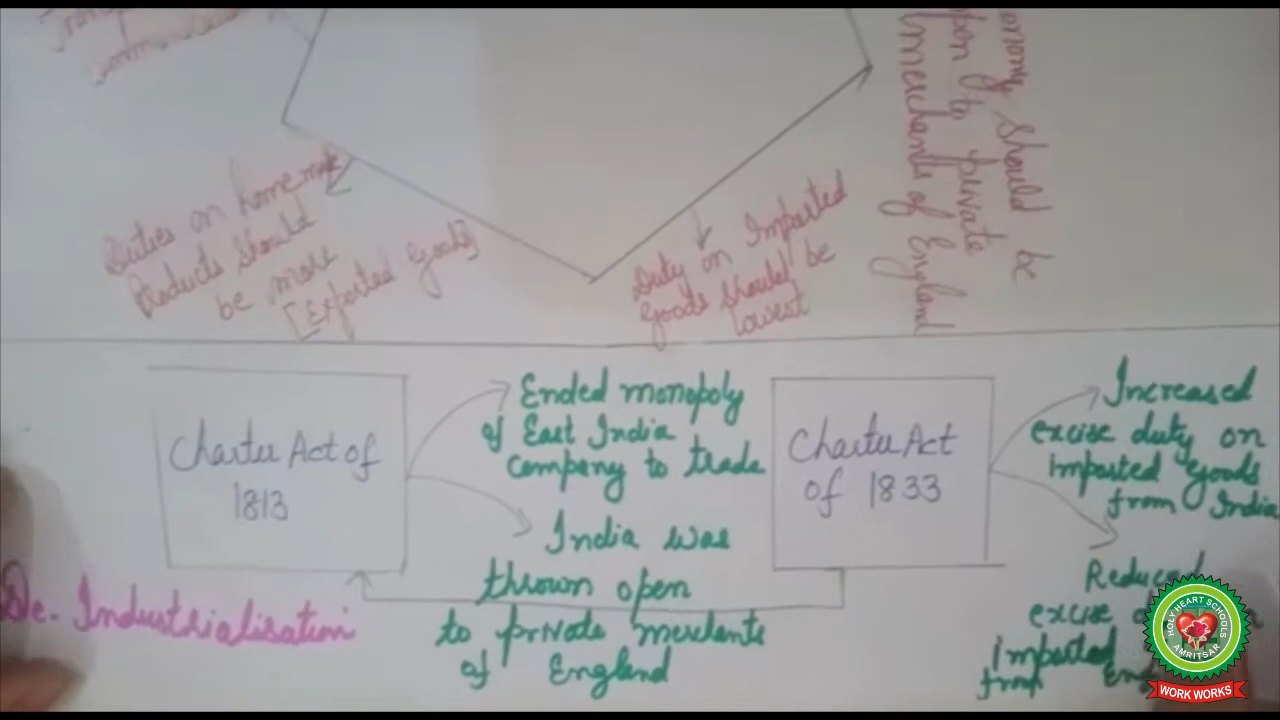 onomy should be
open to private
merchants of England
Duties on home made
Products should
be more
[Exported Goods]
Duty on Imported
Goods should be
lowest
Charter Act of
1813
Ended monopoly
of East India
company to trade
India was
thrown open
to private merchants
of England
Charter Act
of 1833
Increased
excise duty on
imported Goods
from India
Reduced
excise
imported
from
De. Industrialisation
HOLY HEART SCHOOLS
AMRITSAR
WORK WORKS